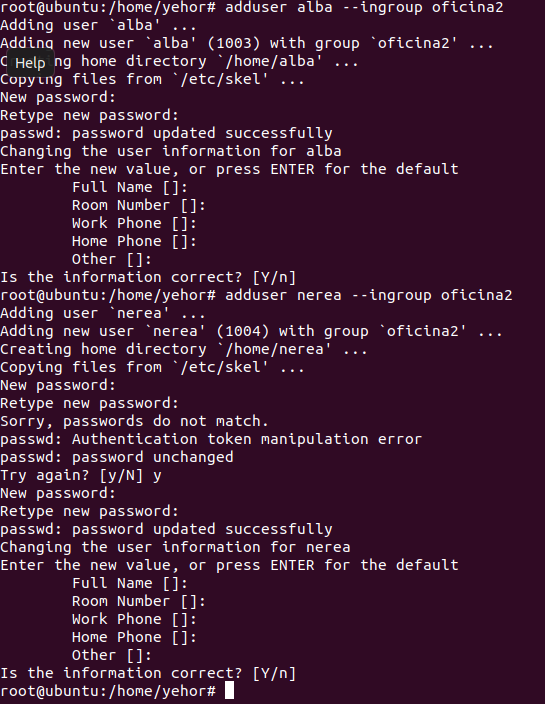 root@ubuntu:/home/yehor# adduser alba --ingroup oficina2
Adding user `alba' ...
Adding new user `alba' (1003) with group `oficina2' ...
C Help ing home directory `/home/alba' ...
Copying files from `/etc/skel' ...
New password:
Retype new password:
passwd: password updated successfully
Changing the user information for alba
Enter the new value, or press ENTER for the default
Full Name []:
Room Number []:
Work Phone []:
Home Phone []:
Other []:
Is the information correct? [Y/n]
root@ubuntu:/home/yehor# adduser nerea --ingroup oficina2
Adding user `nerea' ...
Adding new user `nerea' (1004) with group `oficina2' ...
Creating home directory `/home/nerea' ...
Copying files from `/etc/skel' ...
New password:
Retype new password:
Sorry, passwords do not match.
passwd: Authentication token manipulation error
passwd: password unchanged
Try again? [y/N] y
New password:
Retype new password:
passwd: password updated successfully
Changing the user information for nerea
Enter the new value, or press ENTER for the default
Full Name []:
Room Number []:
Work Phone []:
Home Phone []:
Other []:
Is the information correct? [Y/n]
root@ubuntu:/home/yehor#